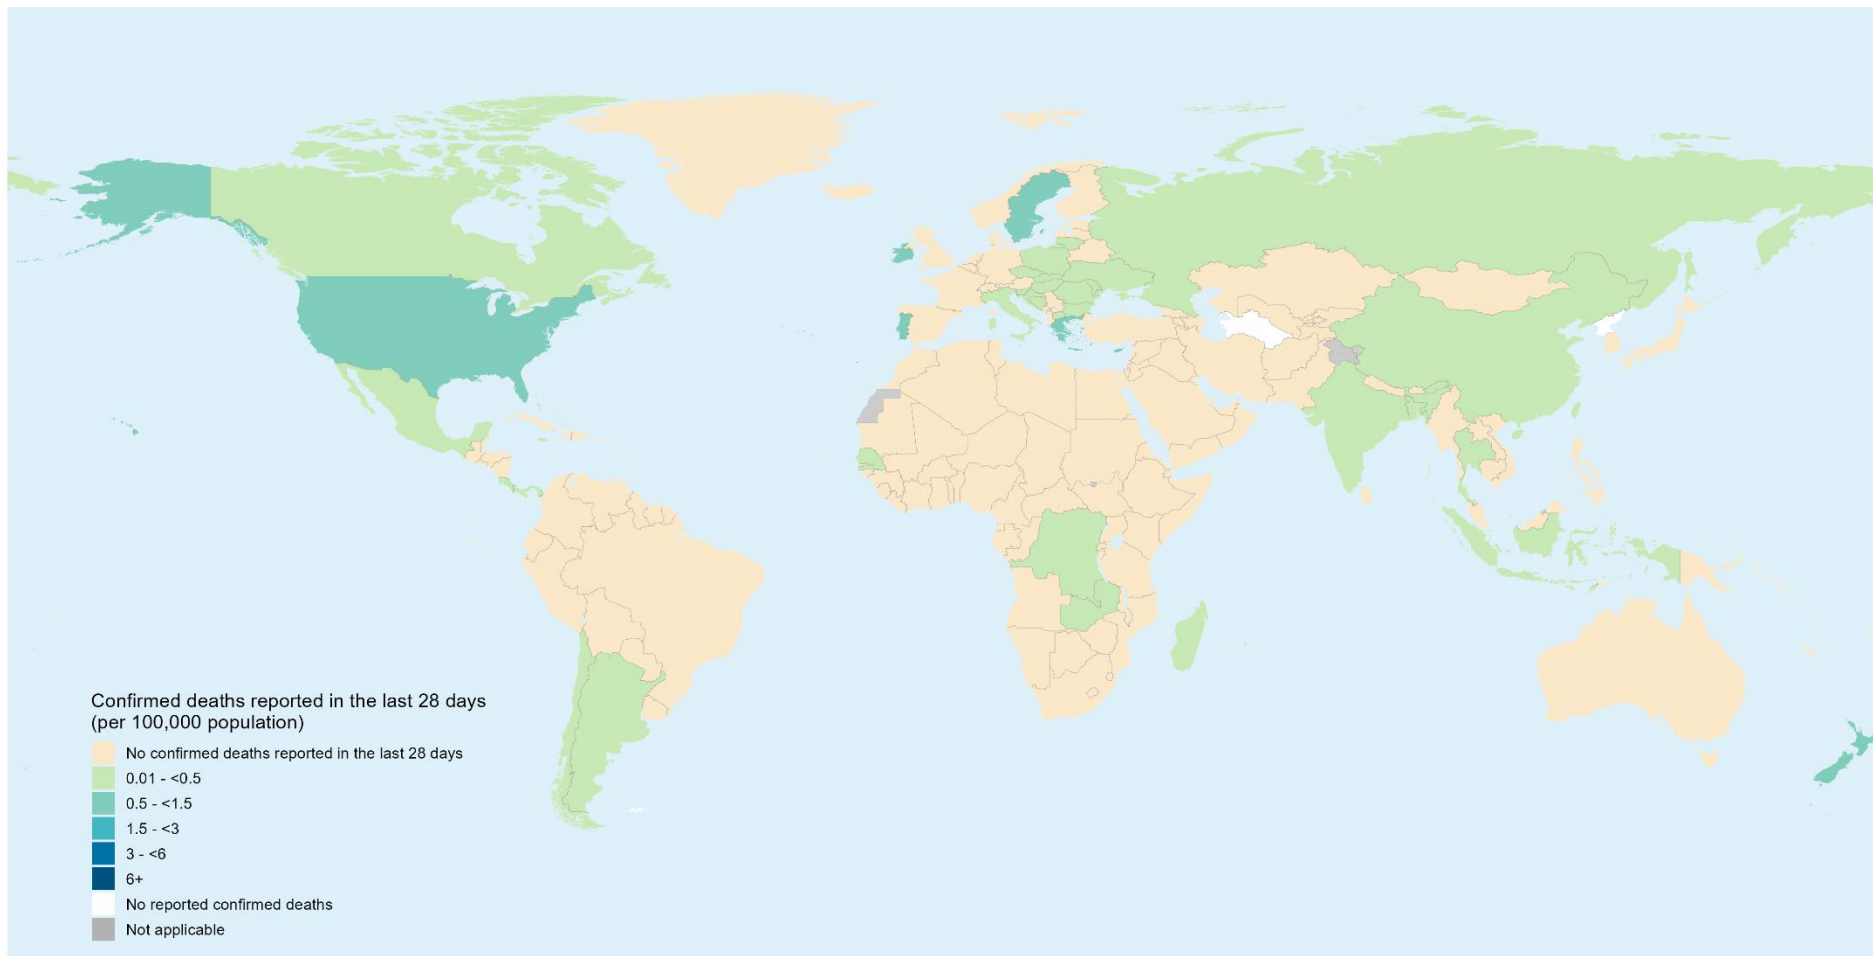 Confirmed deaths reported in the last 28 days
(per 100,000 population)
No confirmed deaths reported in the last 28 days
0.01 - <0.5
0.5 - <1.5
1.5 - <3
3 - <6
6+
No reported confirmed deaths
Not applicable